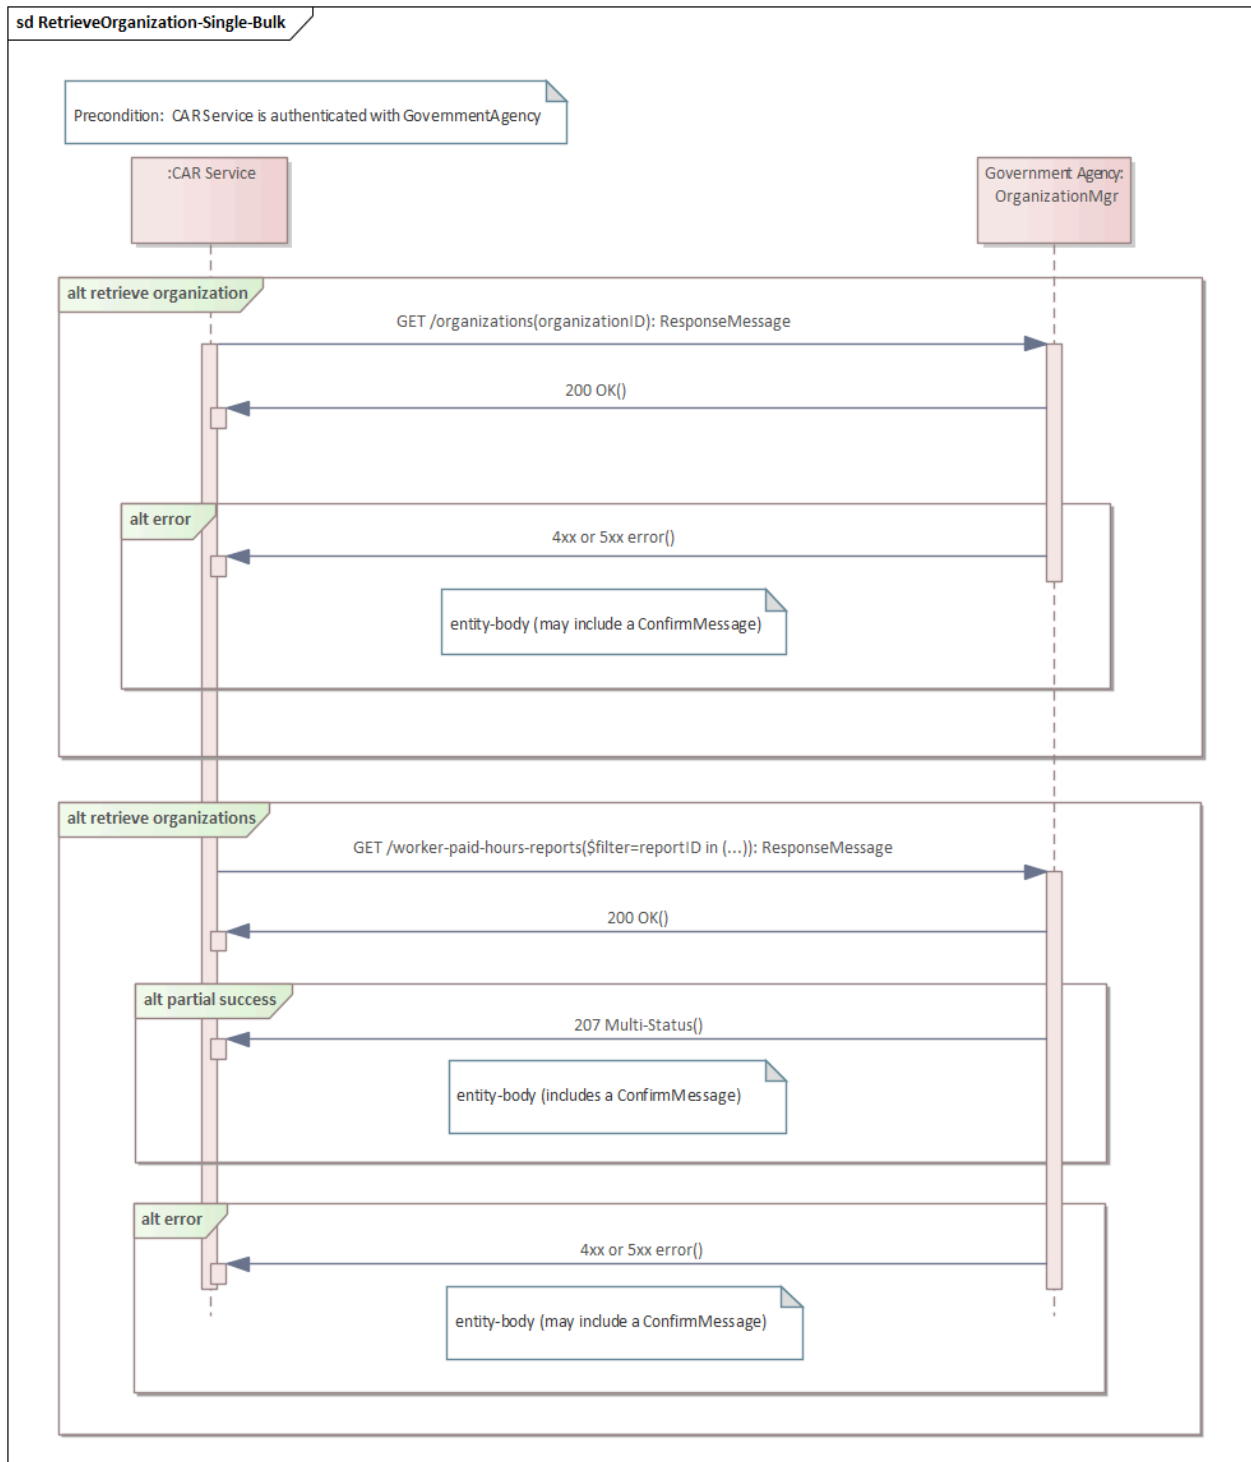 sd RetrieveOrganization-Single-Bulk
Precondition: CAR Service is authenticated with GovernmentAgency
:CAR Service
Government Agency:
OrganizationMgr
alt retrieve organization
GET /organizations(organizationID): ResponseMessage
200 OK()
alt error
4xx or 5xx error()
entity-body (may include a ConfirmMessage)
alt retrieve organizations
GET /worker-paid-hours-reports($filter=reportID in (...)): ResponseMessage
200 OK()
alt partial success
207 Multi-Status()
entity-body (includes a ConfirmMessage)
alt error
4xx or 5xx error()
entity-body (may include a ConfirmMessage)